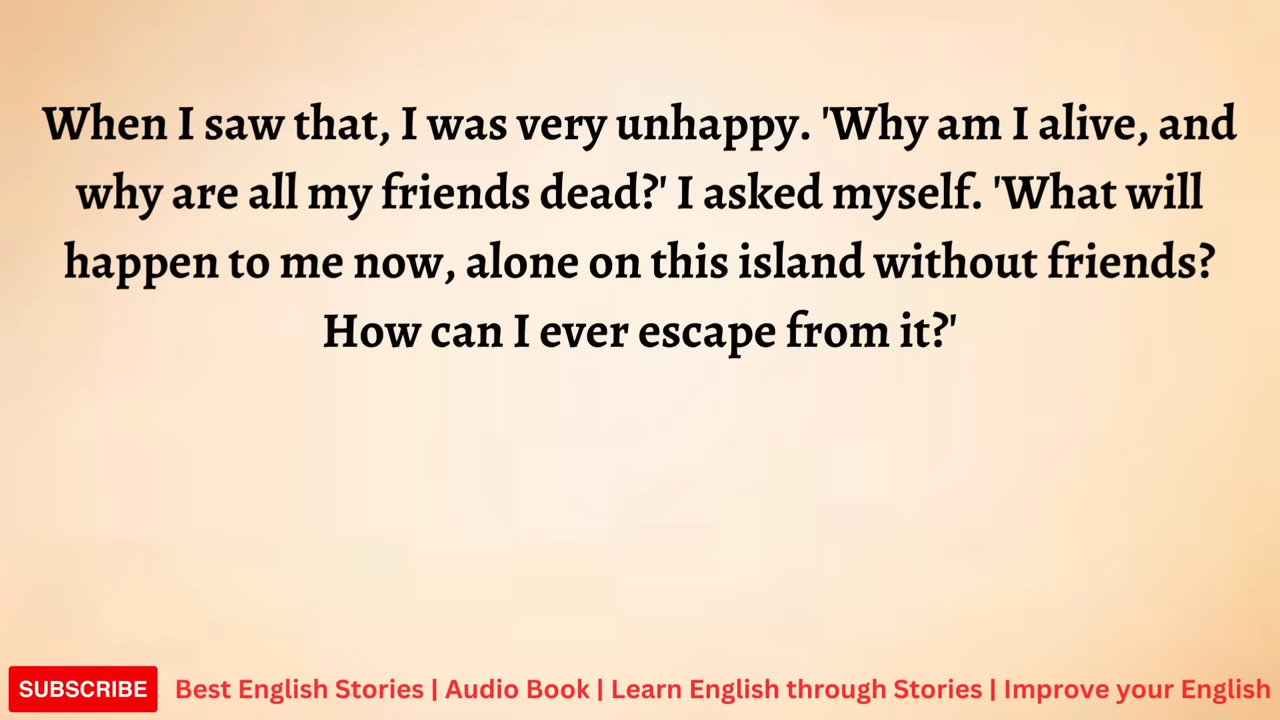 When I saw that, I was very unhappy. 'Why am I alive, and
why are all my friends dead?' I asked myself. 'What will
happen to me now, alone on this island without friends?
How can I ever escape from it?'
SUBSCRIBE Best English Stories | Audio Book | Learn English through Stories | Improve your English